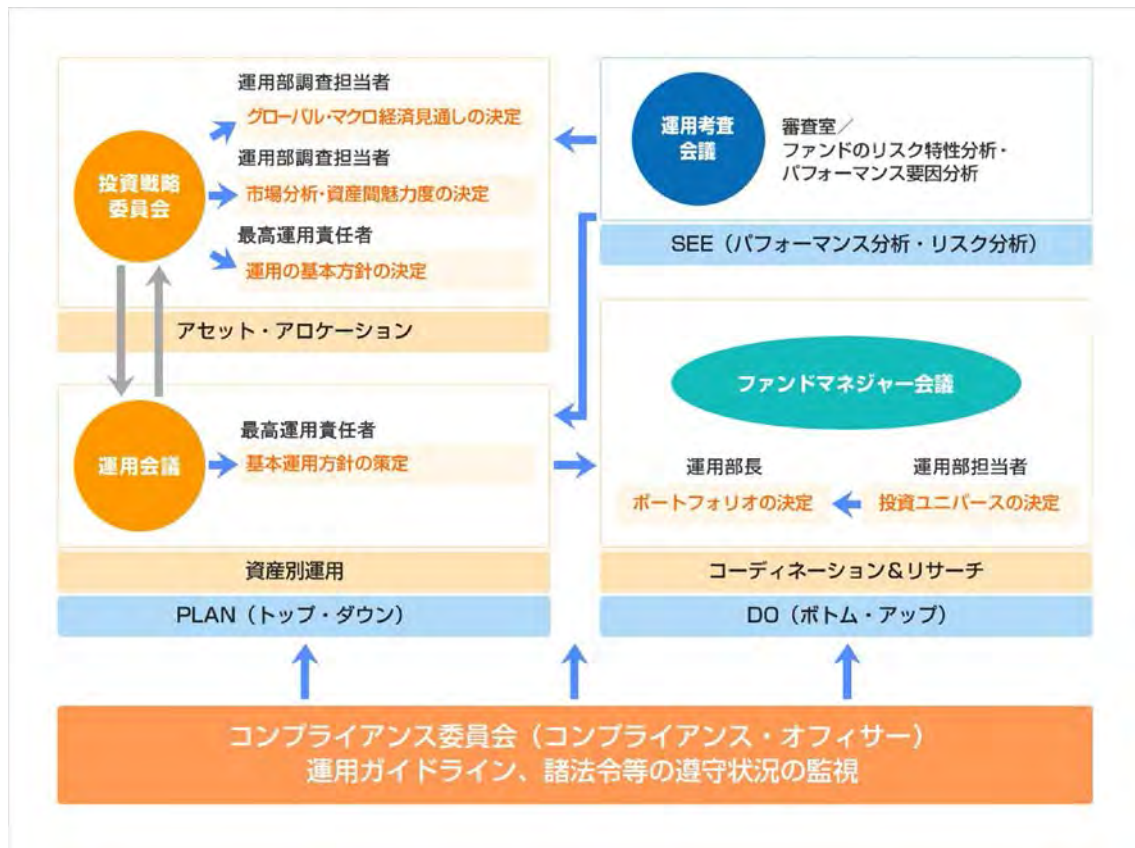 運用部調査担当者
グローバル・マクロ経済見通しの決定
運用部調査担当者
市場分析・資産間魅力度の決定
最高運用責任者
運用の基本方針の決定
投資戦略
委員会
アセット・アロケーション
運用考査
会議
審査室／
ファンドのリスク特性分析・
パフォーマンス要因分析
SEE（パフォーマンス分析・リスク分析）
運用会議
最高運用責任者
基本運用方針の策定
資産別運用
PLAN（トップ・ダウン）
ファンドマネジャー会議
運用部長
ポートフォリオの決定
運用部担当者
投資ユニバースの決定
コーディネーション＆リサーチ
DO（ボトム・アップ）
コンプライアンス委員会（コンプライアンス・オフィサー）
運用ガイドライン、諸法令等の遵守状況の監視